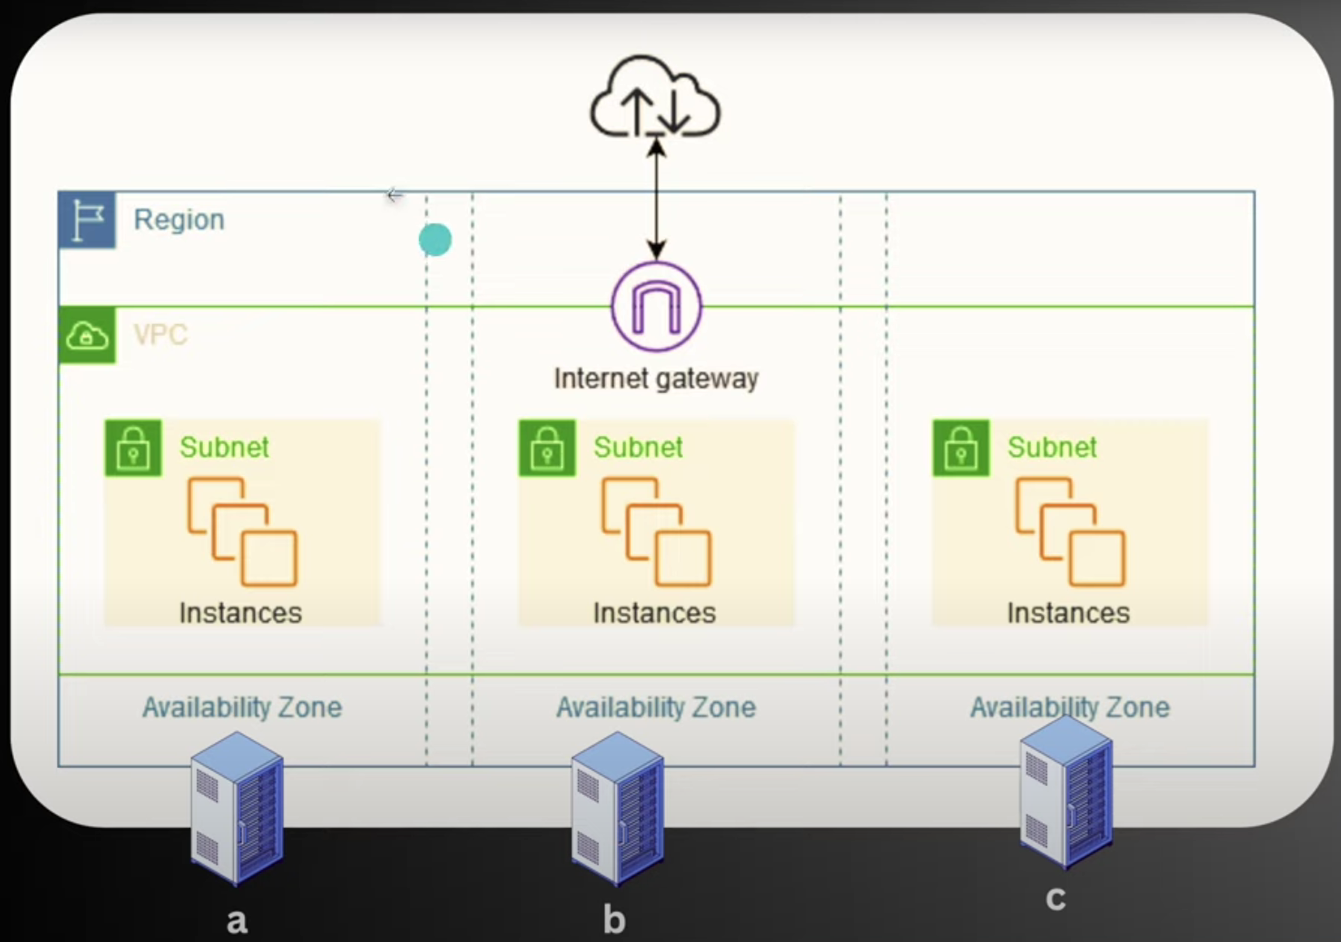 Region
VPC
Internet gateway
Subnet
Subnet
Subnet
Instances
Instances
Instances
Availability Zone
Availability Zone
Availability Zone
a
b
c